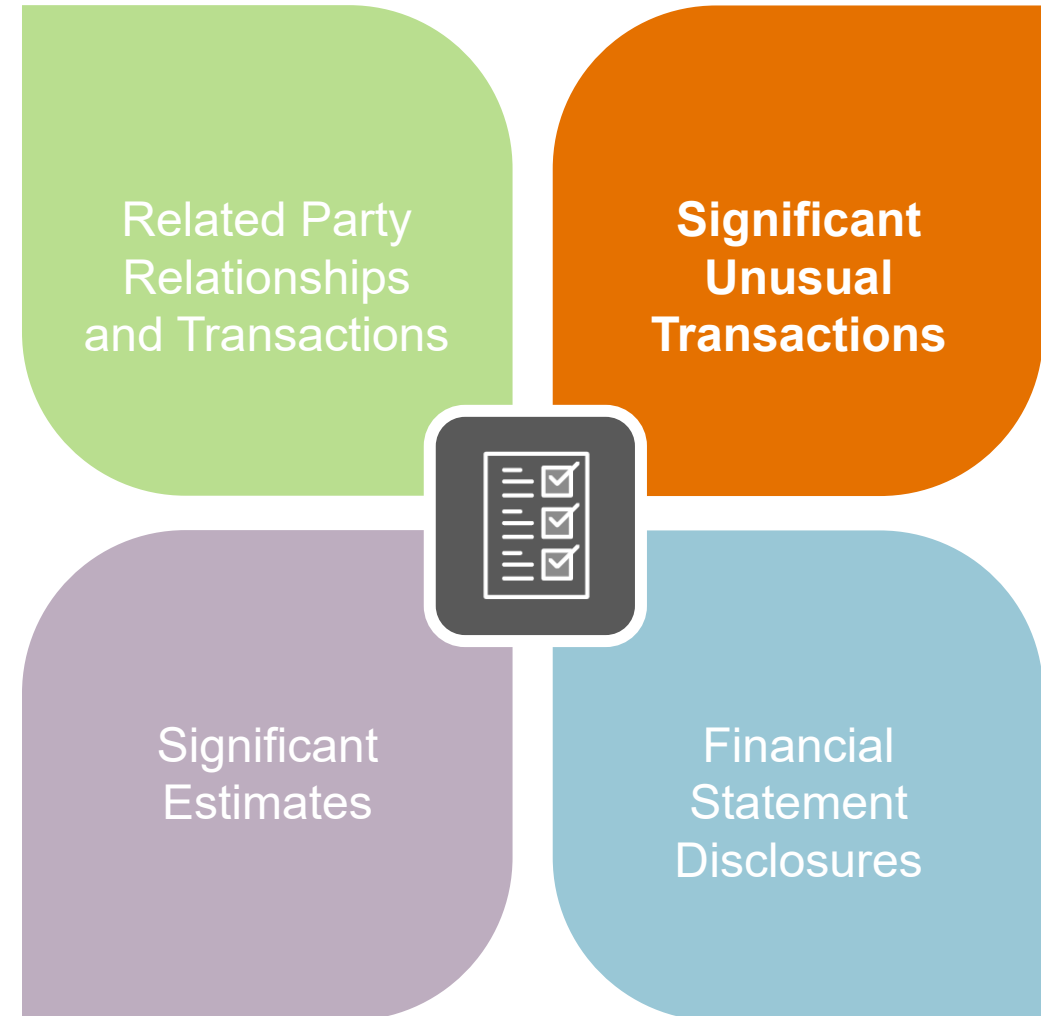 Related Party
Relationships
and Transactions
Significant
Unusual
Transactions
Significant
Estimates
Financial
Statement
Disclosures